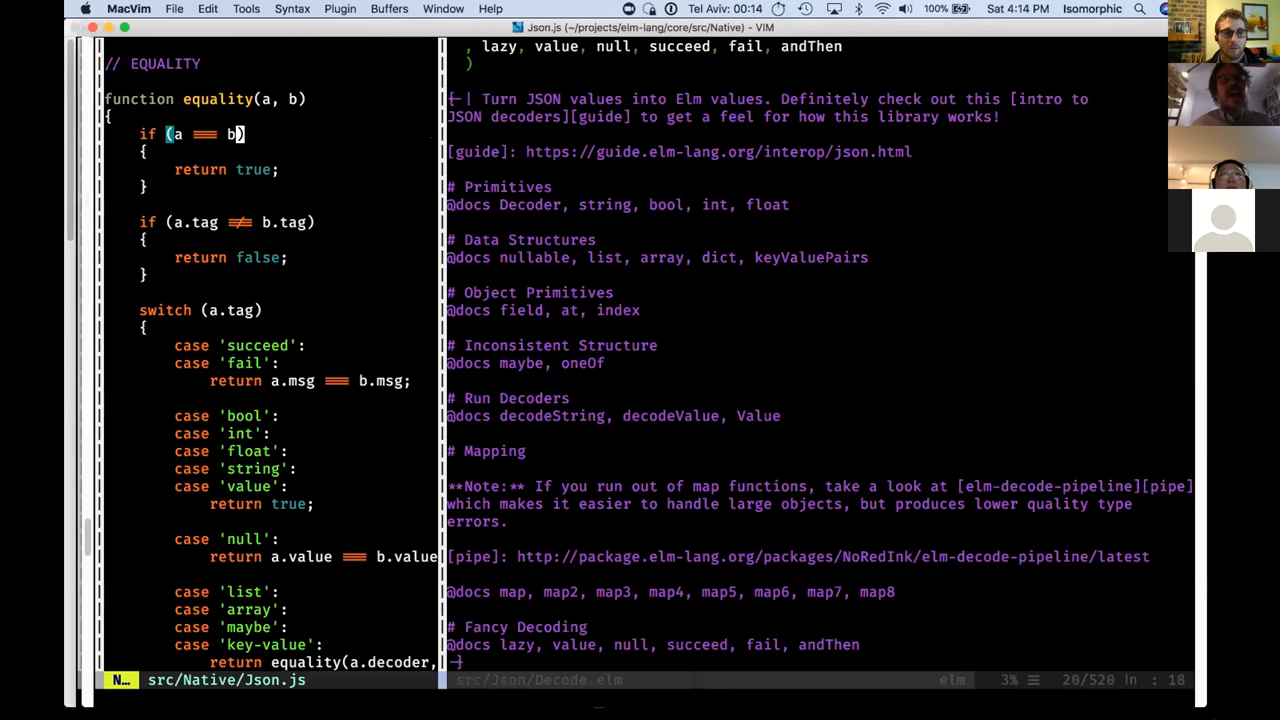 MacVim File Edit Tools Syntax Plugin Buffers Window Help Tel Aviv: 00:14 100% Sat 4:14 PM Isomorphic
Json.js (~/projects/elm-lang/core/src/Native) - VIM
// EQUALITY
function equality(a, b)
{
if (a === b)
{
return true;
}
if (a.tag !== b.tag)
{
return false;
}
switch (a.tag)
{
case 'succeed':
case 'fail':
return a.msg === b.msg;
case 'bool':
case 'int':
case 'float':
case 'string':
case 'value':
return true;
case 'null':
return a.value === b.value
case 'list':
case 'array':
case 'maybe':
case 'key-value':
return equality(a.decoder,
N… src/Native/Json.js
, lazy, value, null, succeed, fail, andThen
)
{-| Turn JSON values into Elm values. Definitely check out this [intro to
JSON decoders][guide] to get a feel for how this library works!
[guide]: https://guide.elm-lang.org/interop/json.html
# Primitives
@docs Decoder, string, bool, int, float
# Data Structures
@docs nullable, list, array, dict, keyValuePairs
# Object Primitives
@docs field, at, index
# Inconsistent Structure
@docs maybe, oneOf
# Run Decoders
@docs decodeString, decodeValue, Value
# Mapping
**Note:** If you run out of map functions, take a look at [elm-decode-pipeline][pipe]
which makes it easier to handle large objects, but produces lower quality type
errors.
[pipe]: http://package.elm-lang.org/packages/NoRedInk/elm-decode-pipeline/latest
@docs map, map2, map3, map4, map5, map6, map7, map8
# Fancy Decoding
@docs lazy, value, null, succeed, fail, andThen
-}
src/Json/Decode.elm elm 3% ☰ 20/520 ln : 18